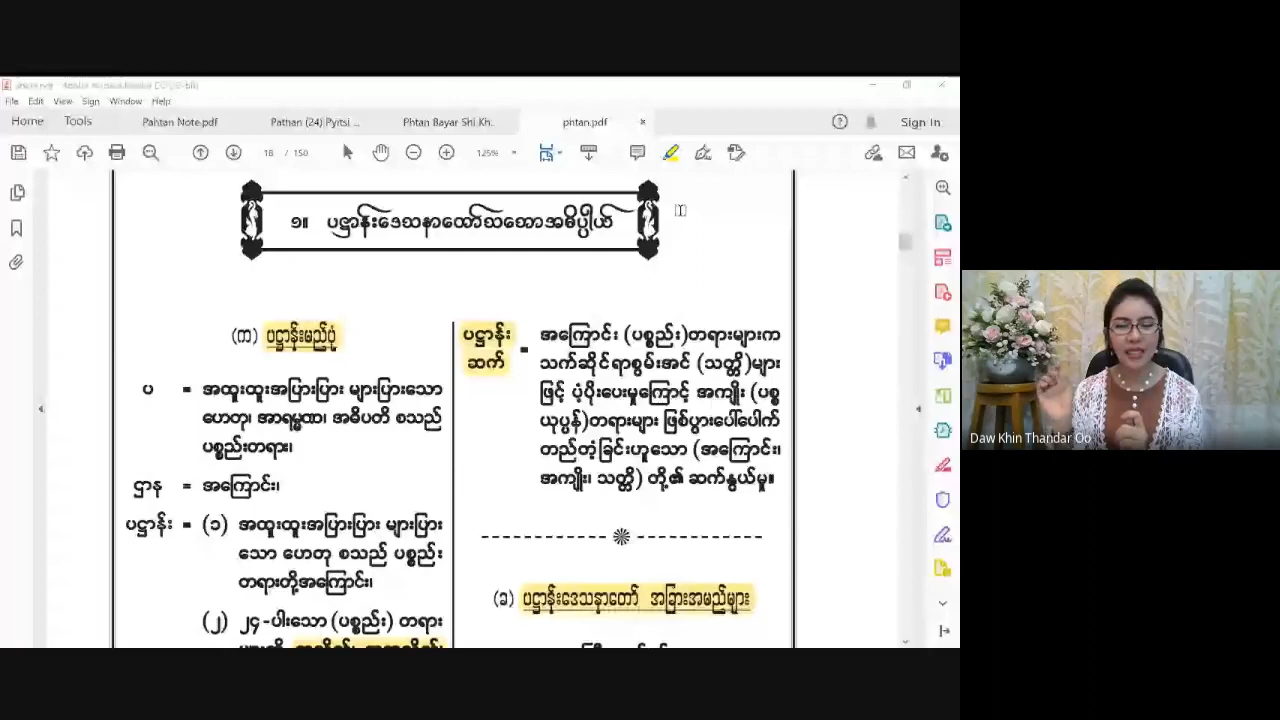 File Edit View Sign Window Help
Home Tools Pahtan Note.pdf Pathan (24) Pyitsi ... Phtan Bayar Shi Kh... phtan.pdf × Sign In
18 / 150 125%
၁။ ပဋ္ဌာန်းဒေသနာတော်သဘောအဓိပ္ပါယ်
(က) ပဋ္ဌာန်းမည်ပုံ
ပ = အထူးထူးအပြားပြား များပြားသော
ဟေတု၊ အာရမ္မဏ၊ အဓိပတိ စသည်
ပစ္စည်းတရား၊
ဌာန = အကြောင်း၊
ပဋ္ဌာန်း = (၁) အထူးထူးအပြားပြား များပြား
သော ဟေတု စသည် ပစ္စည်း
တရားတို့အကြောင်း၊
(၂) ၂၄-ပါးသော (ပစ္စည်း) တရား
ပဋ္ဌာန်း
ဆက် = အကြောင်း (ပစ္စည်း)တရားများက
သက်ဆိုင်ရာစွမ်းအင် (သတ္တိ)များ
ဖြင့် ပံ့ပိုးပေးမှုကြောင့် အကျိုး (ပစ္စ
ယုပ္ပန်)တရားများ ဖြစ်ပွားပေါ်ပေါက်
တည်တံ့ခြင်းဟူသော (အကြောင်း၊
အကျိုး၊ သတ္တိ) တို့၏ ဆက်နွယ်မှု။
(ခ) ပဋ္ဌာန်းဒေသနာတော် အခြားအမည်များ
Daw Khin Thandar Oo